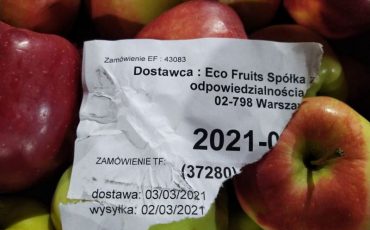 Zamówienie EF : 43083
Dostawca : Eco Fruits Spółka z
odpowiedzialnością
02-798 Warszaw
2021-0
ZAMÓWIENIE TF:
(37280)
dostawa: 03/03/2021
wysyłka: 02/03/2021